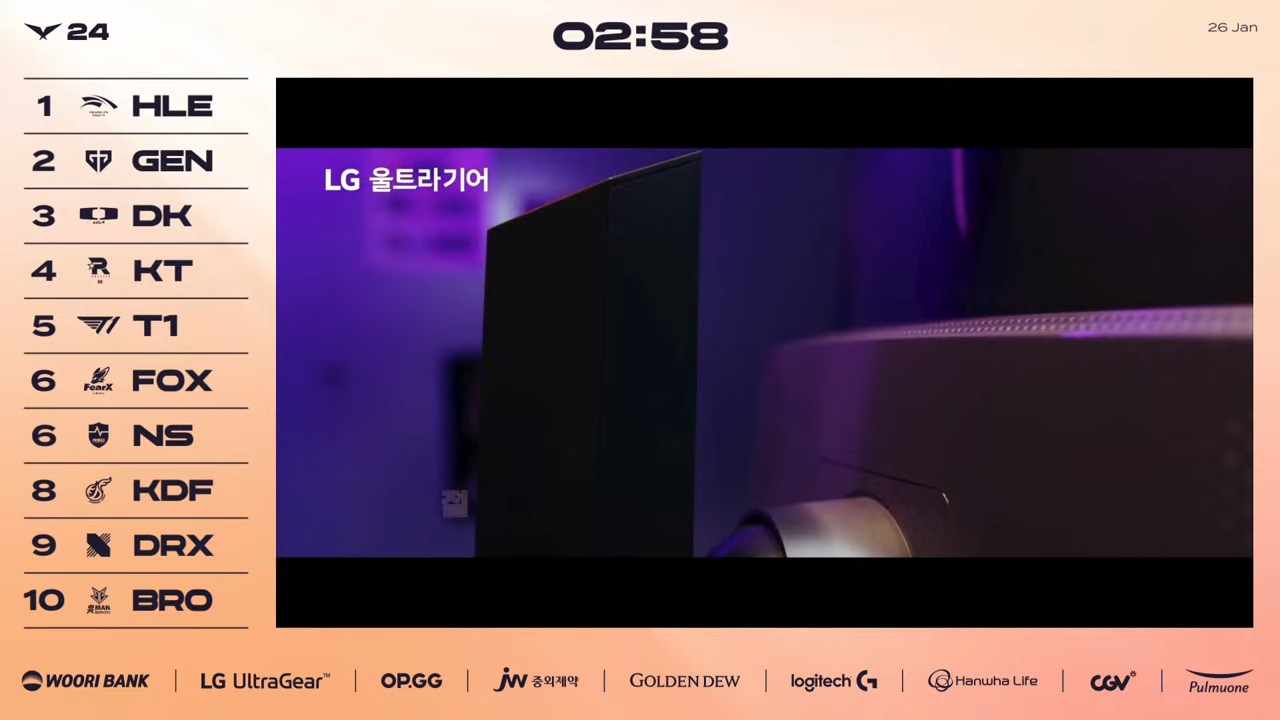 24
02:58
26 Jan
1 HLE
2 GEN
3 DK
4 KT
5 T1
6 FearX FOX
6 NS
8 KDF
9 DRX
10 BRO
LG 울트라기어
WOORI BANK
LG UltraGear™
OP.GG
jw 중외제약
GOLDEN DEW
logitech G
Hanwha Life
CGV
Pulmuone